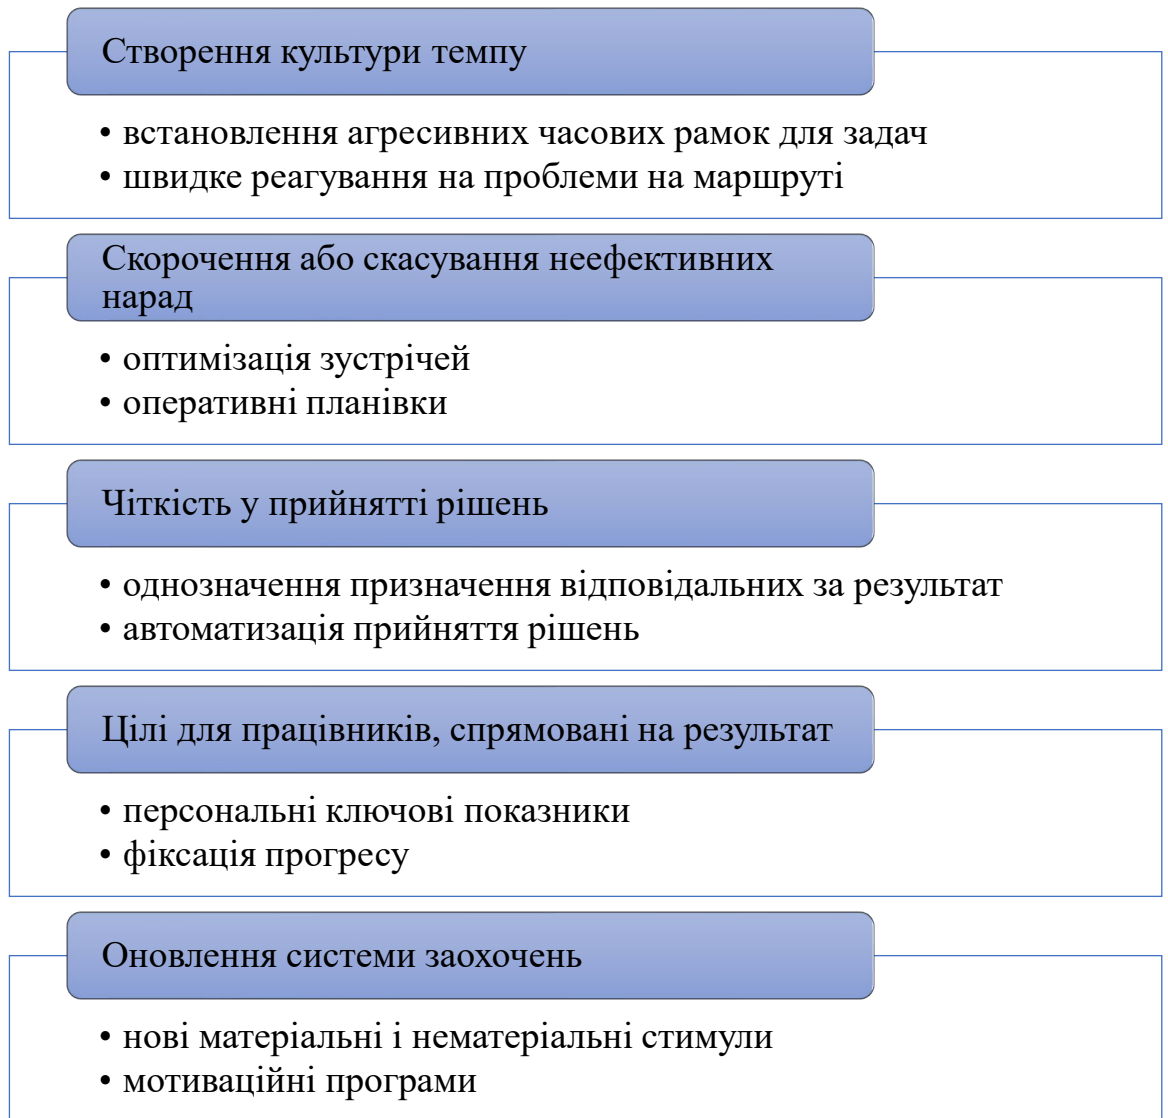 Створення культури темпу
• встановлення агресивних часових рамок для задач
• швидке реагування на проблеми на маршруті
Скорочення або скасування неефективних
нарад
• оптимізація зустрічей
• оперативні планівки
Чіткість у прийнятті рішень
• однозначення призначення відповідальних за результат
• автоматизація прийняття рішень
Цілі для працівників, спрямовані на результат
• персональні ключові показники
• фіксація прогресу
Оновлення системи заохочень
• нові матеріальні і нематеріальні стимули
• мотиваційні програми